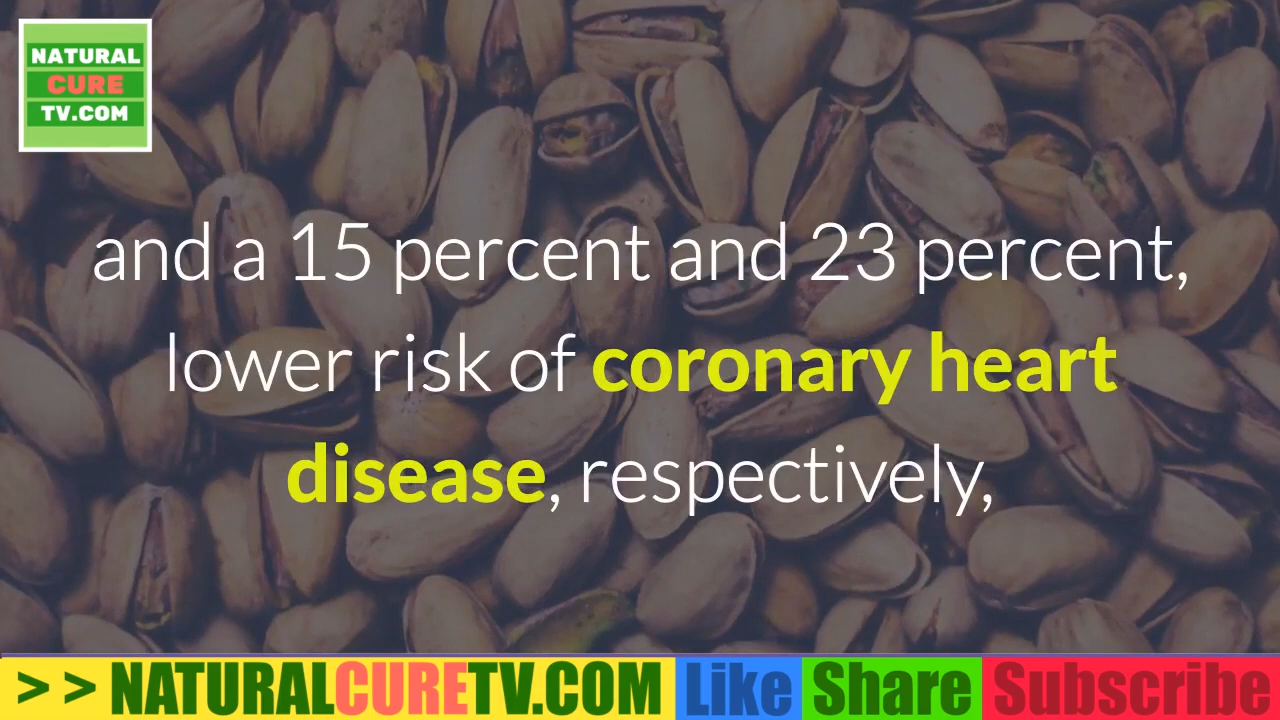 NATURAL
CURE
TV.COM
and a 15 percent and 23 percent,
lower risk of coronary heart
disease, respectively,
> > NATURALCURETV.COM Like Share Subscribe